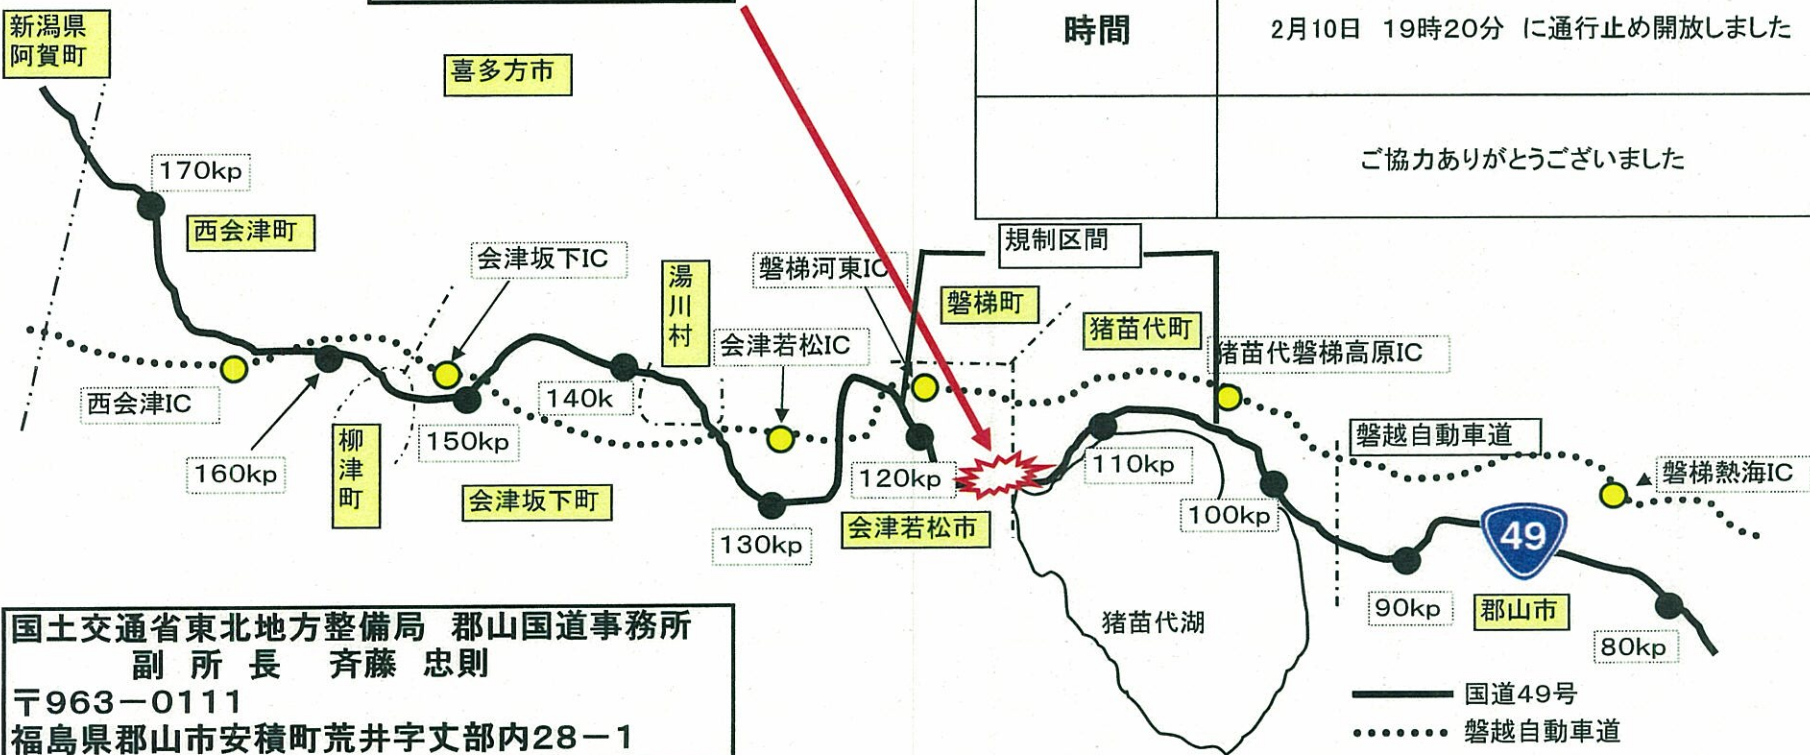 新潟県
阿賀町
喜多方市
時間
2月10日 19時20分 に通行止め開放しました
ご協力ありがとうございました
170kp
西会津町
会津坂下IC
湯
川
村
磐梯河東IC
規制区間
磐梯町
猪苗代町
会津若松IC
猪苗代磐梯高原IC
西会津IC
140k
160kp
柳
津
町
150kp
会津坂下町
130kp
120kp
会津若松市
110kp
100kp
磐越自動車道
磐梯熱海IC
49
90kp
郡山市
80kp
猪苗代湖
国土交通省東北地方整備局 郡山国道事務所
副 所 長 斉藤 忠則
〒963-0111
福島県郡山市安積町荒井字丈部内28-1
国道49号
磐越自動車道